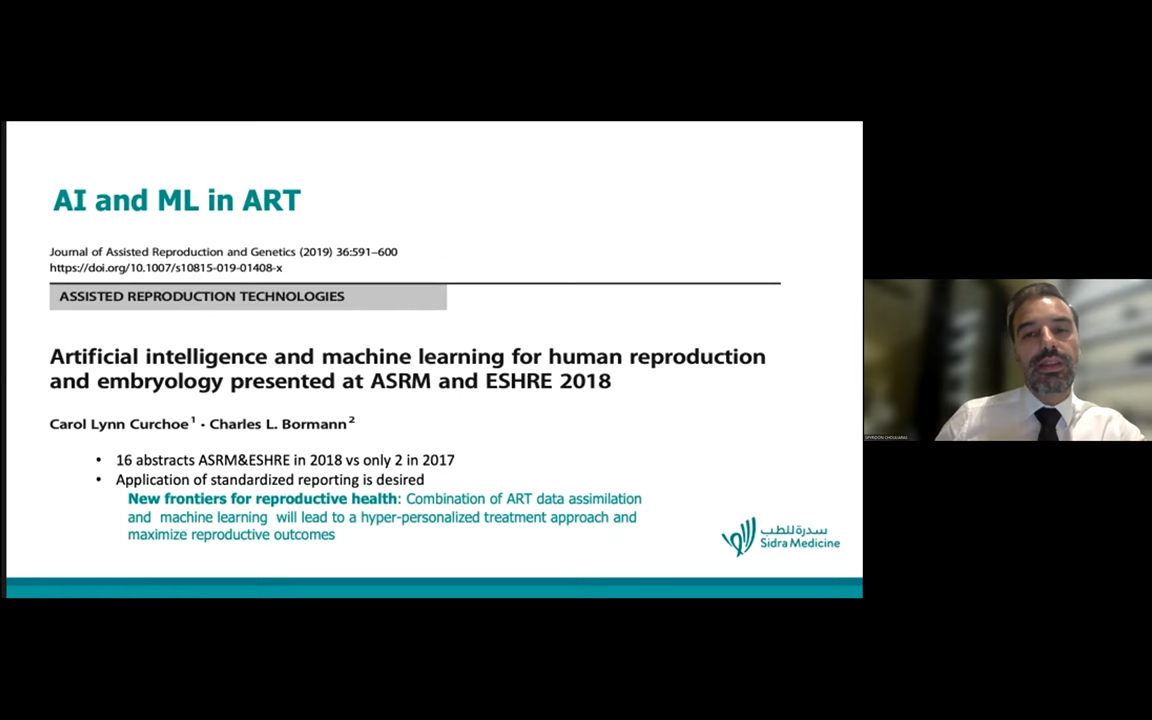 AI and ML in ART
Journal of Assisted Reproduction and Genetics (2019) 36:591–600
https://doi.org/10.1007/s10815-019-01408-x
ASSISTED REPRODUCTION TECHNOLOGIES
Artificial intelligence and machine learning for human reproduction
and embryology presented at ASRM and ESHRE 2018
Carol Lynn Curchoe 1 · Charles L. Bormann 2
• 16 abstracts ASRM&ESHRE in 2018 vs only 2 in 2017
• Application of standardized reporting is desired
New frontiers for reproductive health: Combination of ART data assimilation
and machine learning will lead to a hyper-personalized treatment approach and
maximize reproductive outcomes
سدرة للطب
Sidra Medicine
SPYRIDON CHOULIARAS